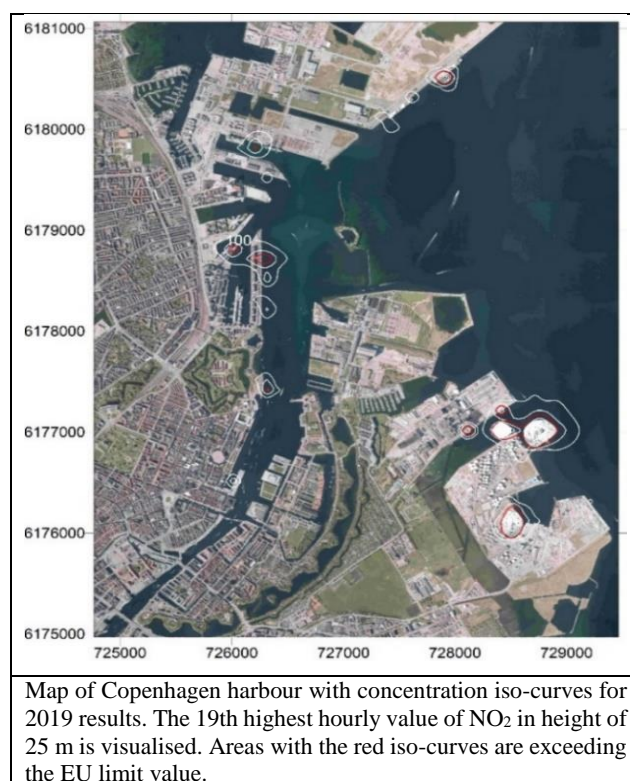 6181000
6180000
6179000
100
6178000
6177000
6176000
6175000
725000 726000 727000 728000 729000
Map of Copenhagen harbour with concentration iso-curves for
2019 results. The 19th highest hourly value of NO₂ in height of
25 m is visualised. Areas with the red iso-curves are exceeding
the EU limit value.